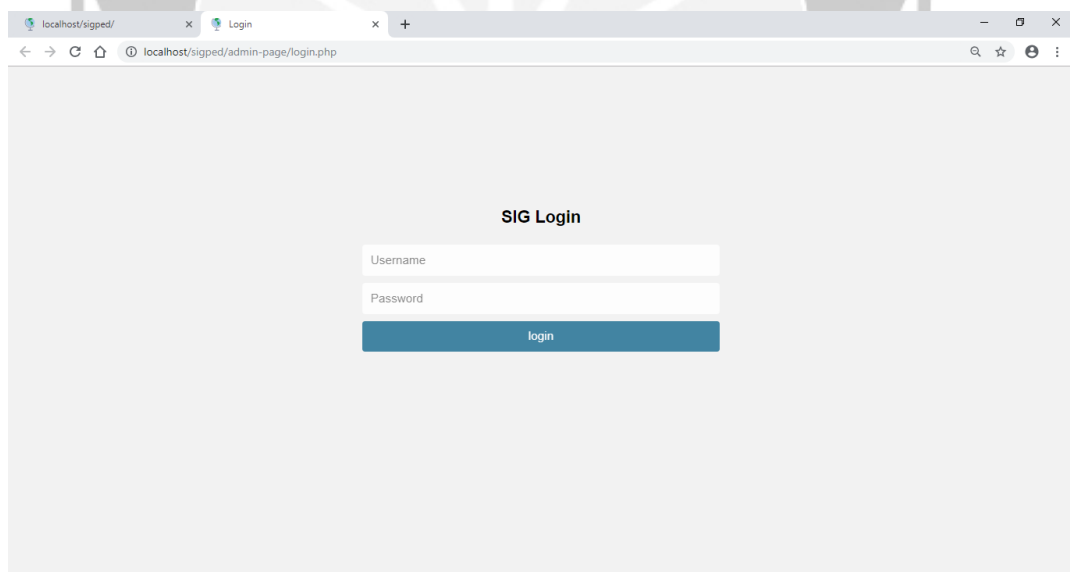 localhost/sigped/
Login
localhost/sigped/admin-page/login.php
SIG Login
Username
Password
login